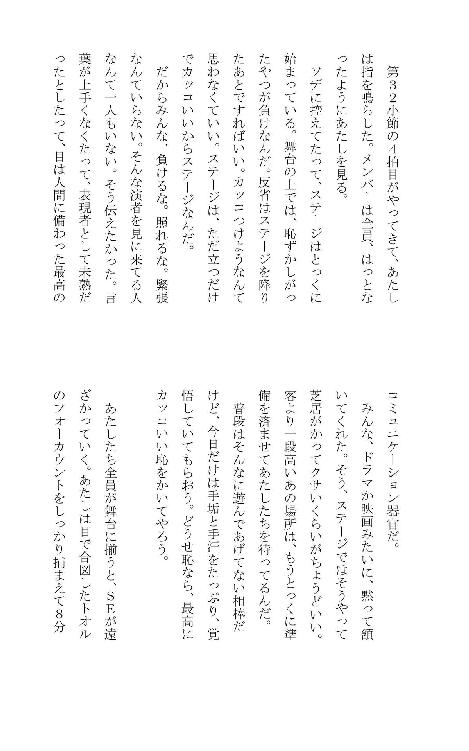 第３２小節の４拍目がやってきて、あたし
は指を鳴らした。メンバーは全員、はっとな
ったようにあたしを見る。
　ソデに控えてたって、ステージはとっくに
始まっている。舞台の上では、恥ずかしがっ
たやつが負けなんだ。反省はステージを降り
たあとですればいい。カッコつけようなんて
思わなくていい。ステージは、ただ立つだけ
でカッコいいからステージなんだ。
　だからみんな、負けるな。照れるな。緊張
なんていらない。そんな演者を見に来てる人
なんて一人もいない。そう伝えたかった。言
葉が上手くなくたって、表現者として未熟だ
ったとしたって、目は人間に備わった最高の
コミュニケーション器官だ。
　みんな、ドラマか映画みたいに、黙って頷
いてくれた。そう、ステージではそうやって
芝居がかってクサいくらいがちょうどいい。
客より一段高いあの場所は、もうとっくに準
備を済ませてあたしたちを待ってるんだ。
　普段はそんなに遊んであげてない相棒だ
けど、今日だけは手垢と手汗をたっぷり、覚
悟していてもらおう。どうせ恥なら、最高に
カッコいい恥をかいてやろう。
　あたしたち全員が舞台に揃うと、ＳＥが遠
ざかっていく。あたしは目で合図したトオル
のフォーカウントをしっかり捕まえて８分